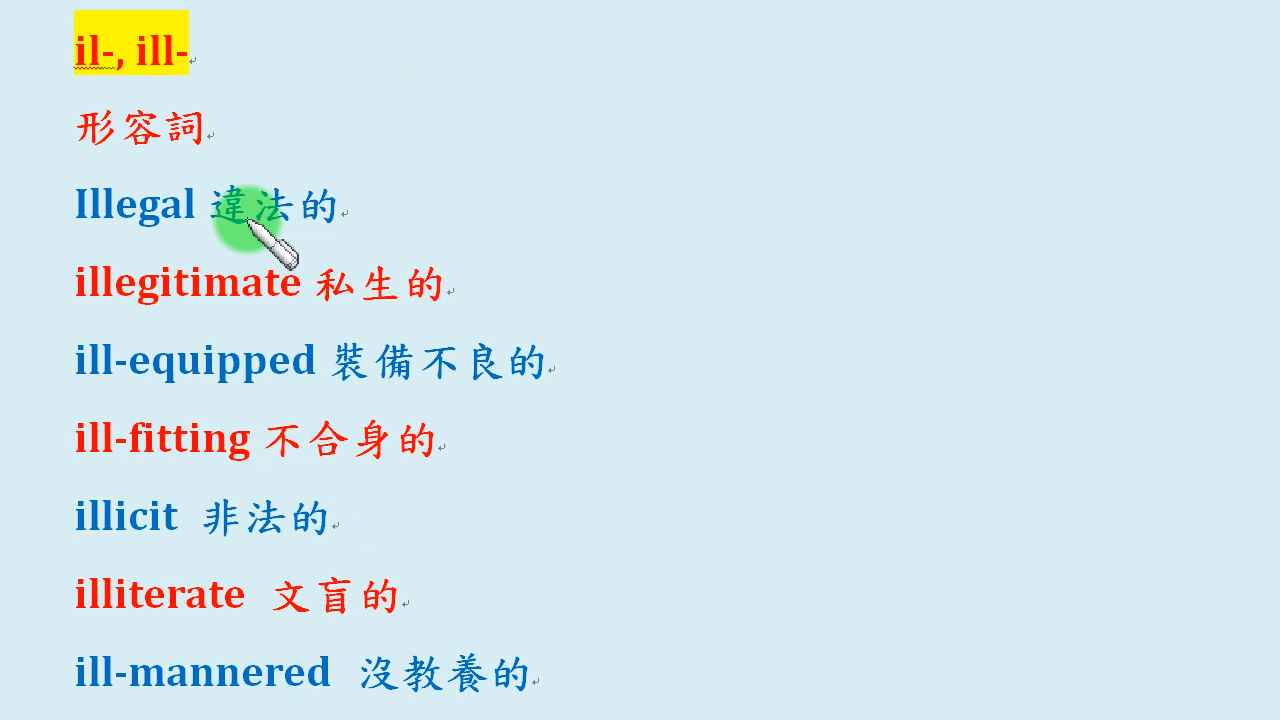 il-, ill-
形容詞
Illegal 違法的
illegitimate 私生的
ill-equipped 裝備不良的
ill-fitting 不合身的
illicit 非法的
illiterate 文盲的
ill-mannered 沒教養的